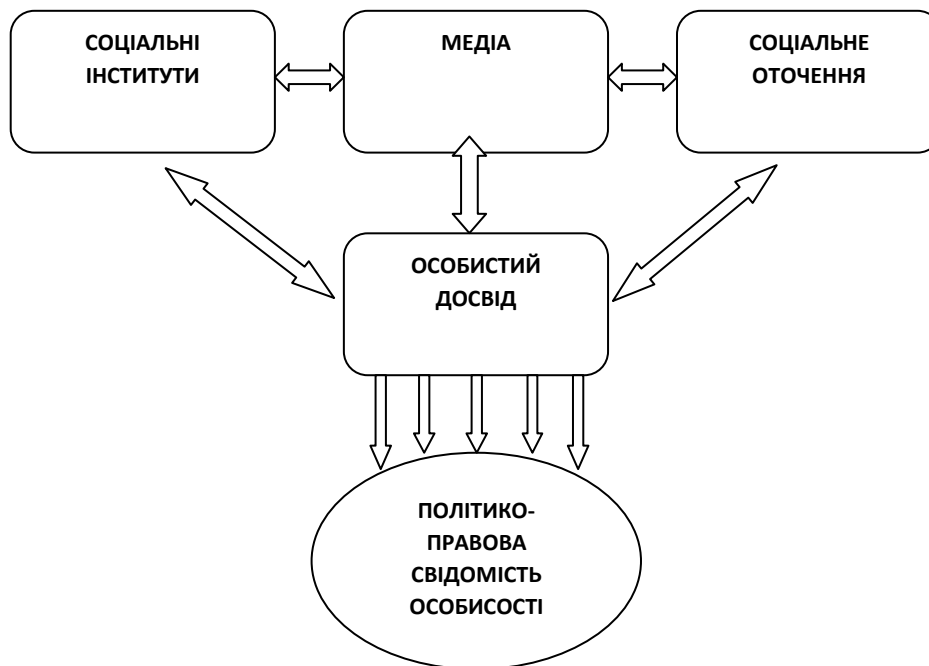 СОЦІАЛЬНІ
ІНСТИТУТИ
МЕДІА
СОЦІАЛЬНЕ
ОТОЧЕННЯ
ОСОБИСТИЙ
ДОСВІД
ПОЛІТИКО-
ПРАВОВА
СВІДОМІСТЬ
ОСОБИСОСТІ